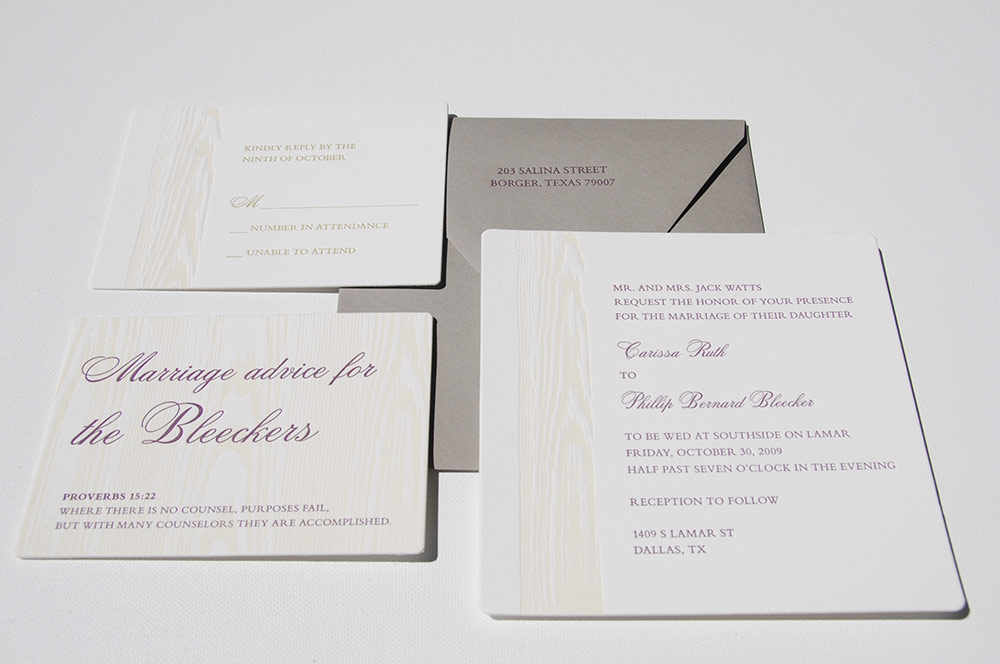 KINDLY REPLY BY THE
NINTH OF OCTOBER
M
NUMBER IN ATTENDANCE
UNABLE TO ATTEND
203 SALINA STREET
BORGER, TEXAS 79007
Marriage advice for
the Bleeckers
PROVERBS 15:22
WHERE THERE IS NO COUNSEL, PURPOSES FAIL,
BUT WITH MANY COUNSELORS THEY ARE ACCOMPLISHED.
MR. AND MRS. JACK WATTS
REQUEST THE HONOR OF YOUR PRESENCE
FOR THE MARRIAGE OF THEIR DAUGHTER
Carissa Ruth
TO
Phillip Bernard Bleecker
TO BE WED AT SOUTHSIDE ON LAMAR
FRIDAY, OCTOBER 30, 2009
HALF PAST SEVEN O'CLOCK IN THE EVENING
RECEPTION TO FOLLOW
1409 S LAMAR ST
DALLAS, TX